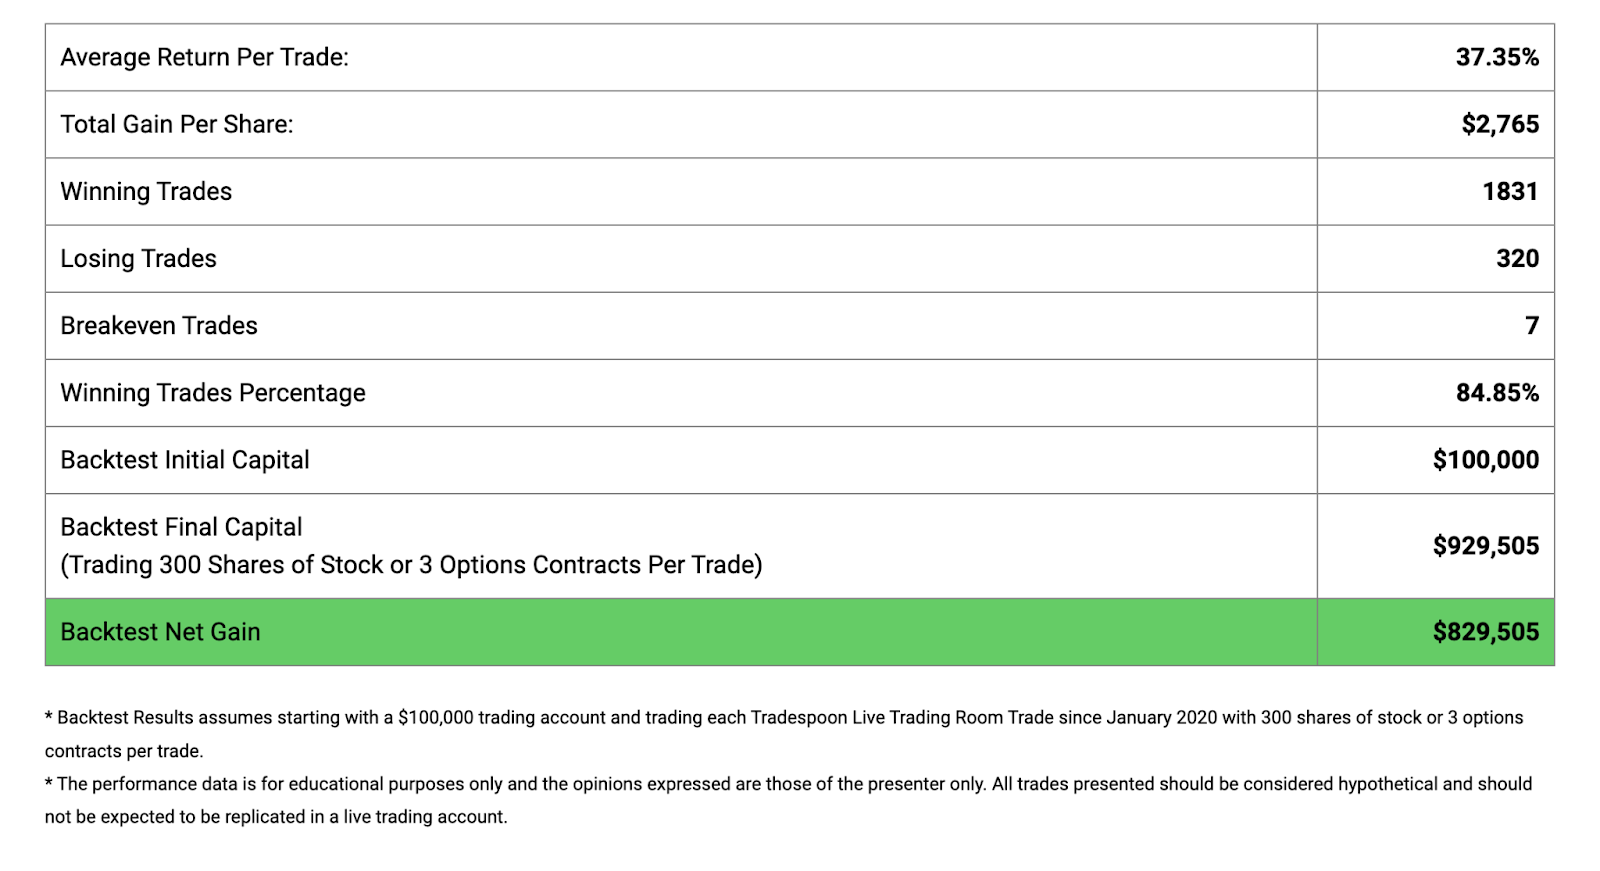 Average Return Per Trade: 37.35%
Total Gain Per Share: $2,765
Winning Trades 1831
Losing Trades 320
Breakeven Trades 7
Winning Trades Percentage 84.85%
Backtest Initial Capital $100,000
Backtest Final Capital
(Trading 300 Shares of Stock or 3 Options Contracts Per Trade) $929,505
Backtest Net Gain $829,505
* Backtest Results assumes starting with a $100,000 trading account and trading each Tradespoon Live Trading Room Trade since January 2020 with 300 shares of stock or 3 options
contracts per trade.
* The performance data is for educational purposes only and the opinions expressed are those of the presenter only. All trades presented should be considered hypothetical and should
not be expected to be replicated in a live trading account.